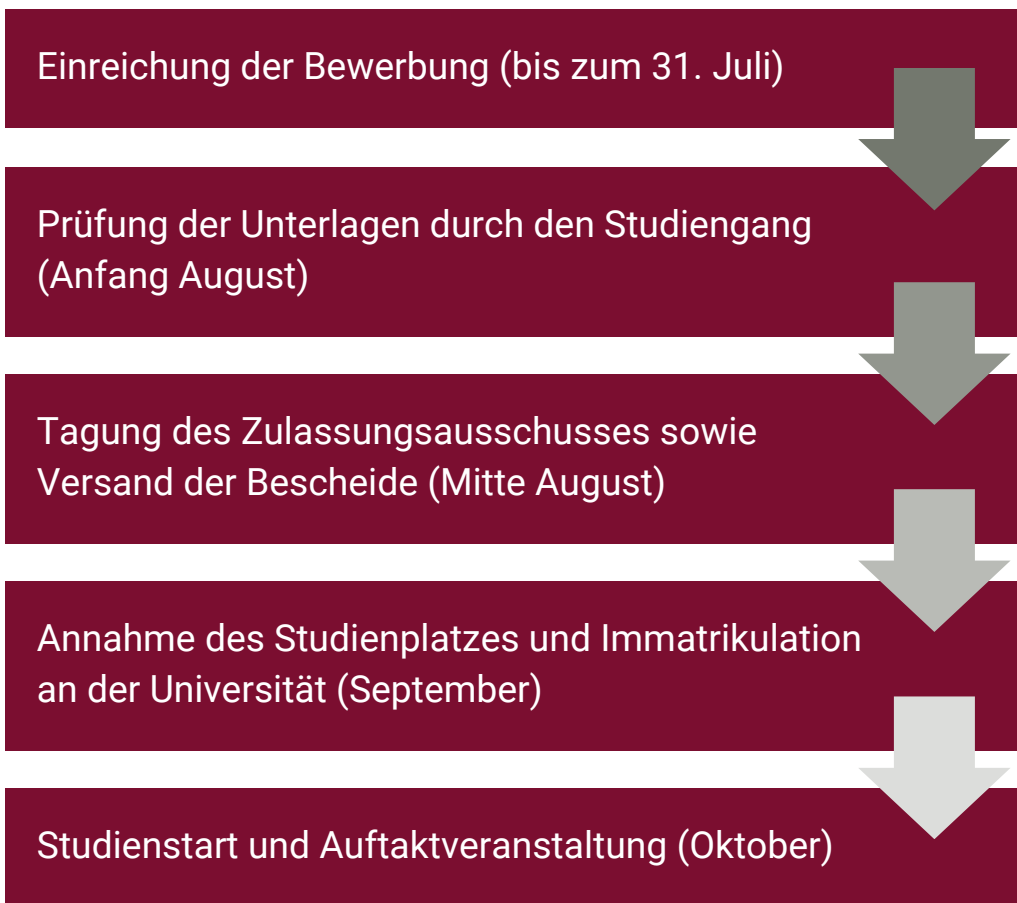 Einreichung der Bewerbung (bis zum 31. Juli)
Prüfung der Unterlagen durch den Studiengang
(Anfang August)
Tagung des Zulassungsausschusses sowie
Versand der Bescheide (Mitte August)
Annahme des Studienplatzes und Immatrikulation
an der Universität (September)
Studienstart und Auftaktveranstaltung (Oktober)